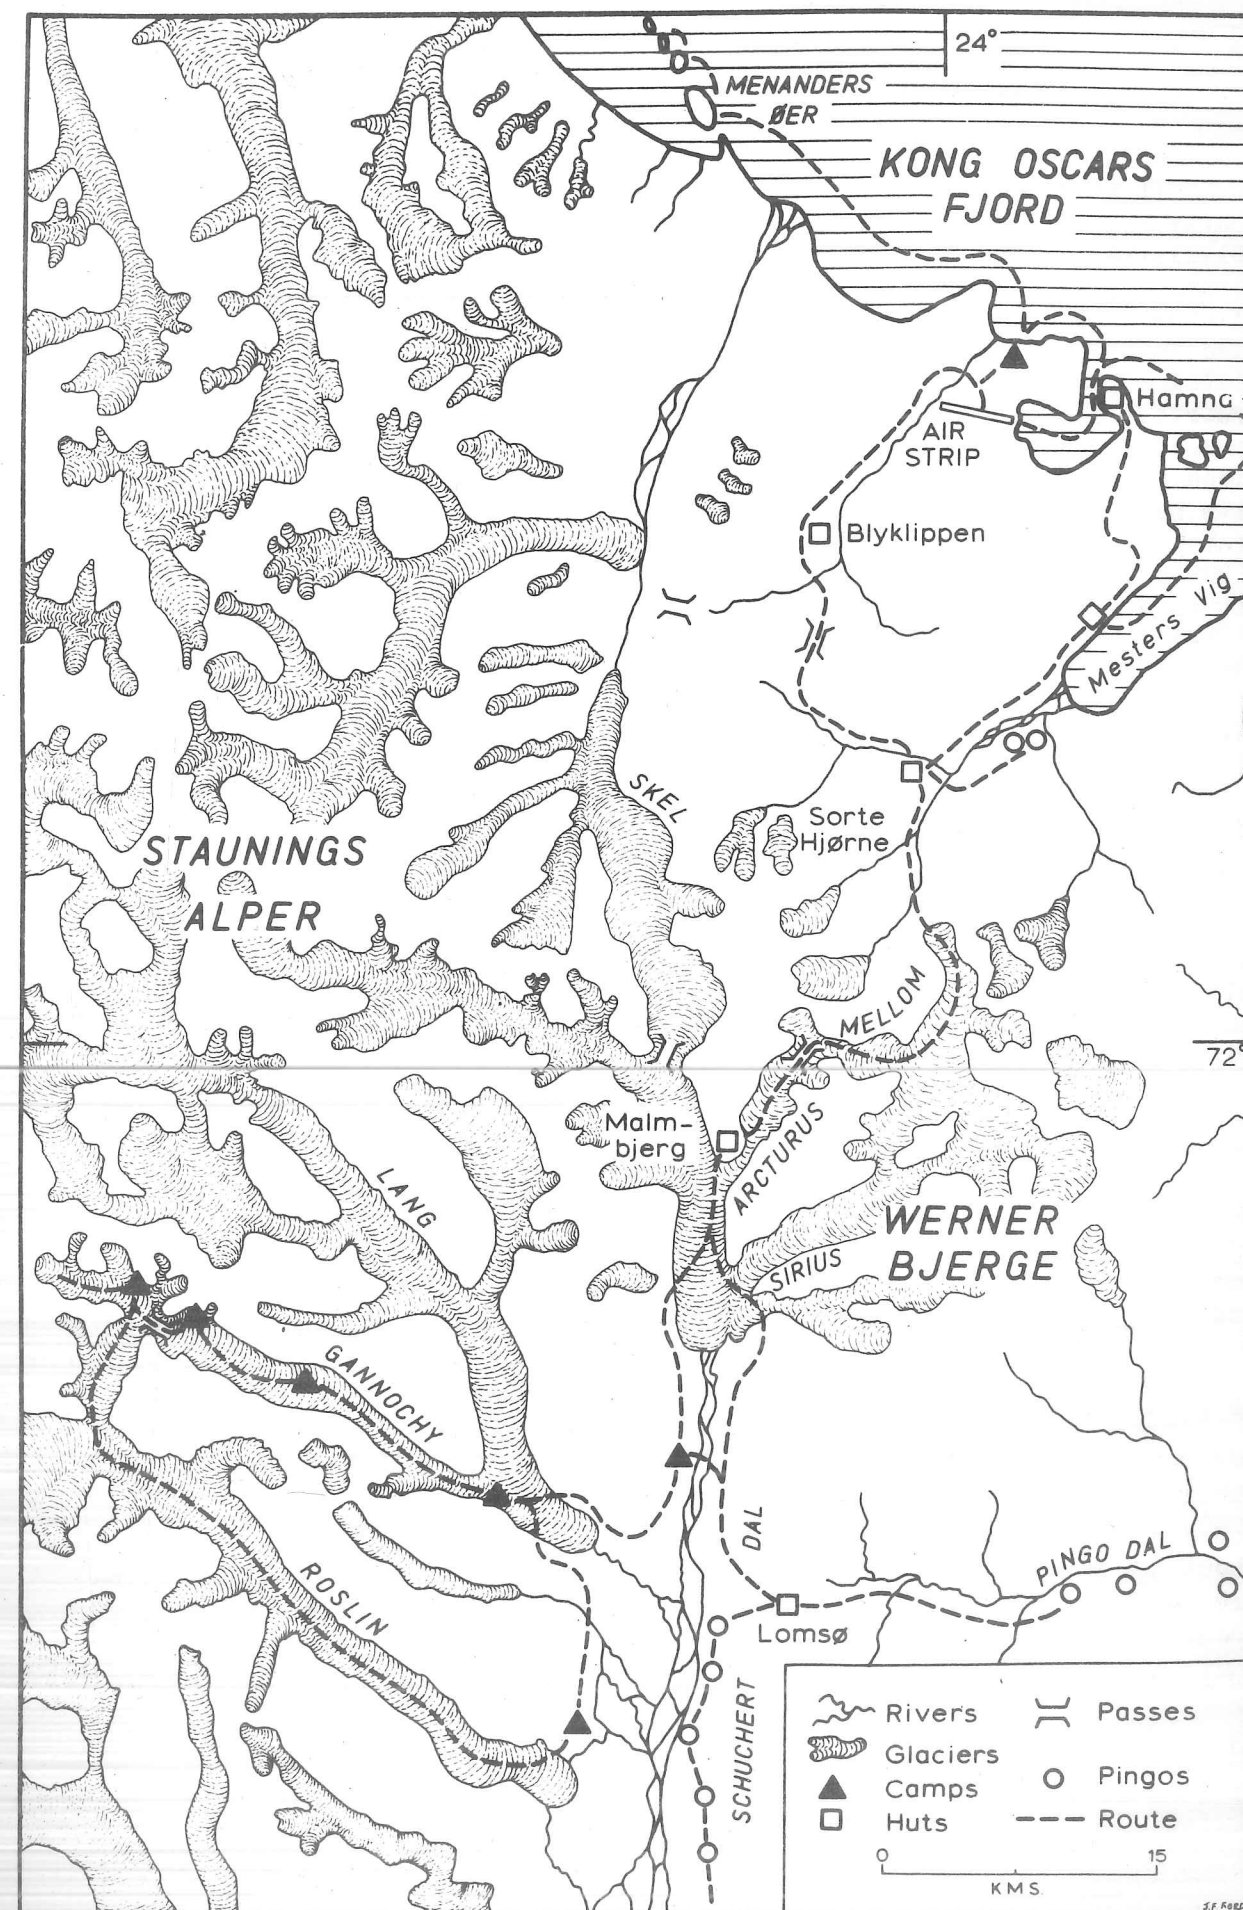 24°
MENANDERS
ØER
KONG OSCARS
FJORD
Hamna
AIR
STRIP
Blyklippen
Mesters Vig
SKEL
Sorte
Hjørne
STAUNINGS
ALPER
MELLOM
72°
Malm-
bjerg
ARCTURUS
LANG
WERNER
BJERGE
SIRIUS
GANNOCHY
DAL
PINGO DAL
ROSLIN
Lomsø
SCHUCHERT
Rivers
Passes
Glaciers
Camps
Pingos
Huts
Route
0 15
KMS.
J.F. FORD